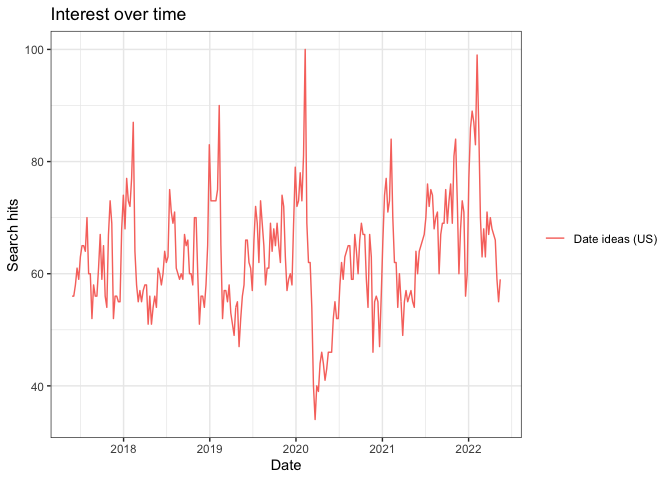 Interest over time
100
80
60
40
Search hits
2018 2019 2020 2021 2022
Date
Date ideas (US)